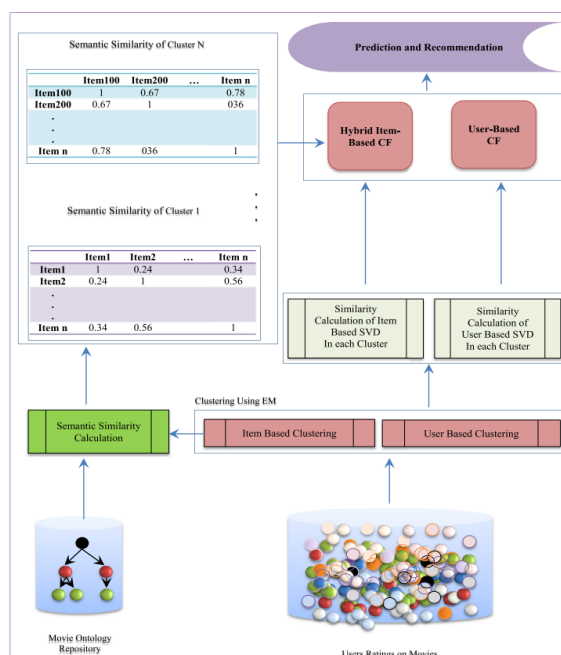 Semantic Similarity of Cluster N
Item100 Item200 ... Item n
Item100 1 0.67 0.78
Item200 0.67 1 036
.
.
.
Item n 0.78 036 1
Semantic Similarity of Cluster 1
Item1 Item2 ... Item n
Item1 1 0.24 0.34
Item2 0.24 1 0.56
.
.
.
Item n 0.34 0.56 1
Prediction and Recommendation
Hybrid Item-
Based CF
User-Based
CF
Similarity
Calculation of Item
Based SVD
In each Cluster
Similarity
Calculation of
User Based SVD
In each Cluster
Clustering Using EM
Semantic Similarity
Calculation
Item Based Clustering
User Based Clustering
Movie Ontology
Repository
Users Ratings on Movies